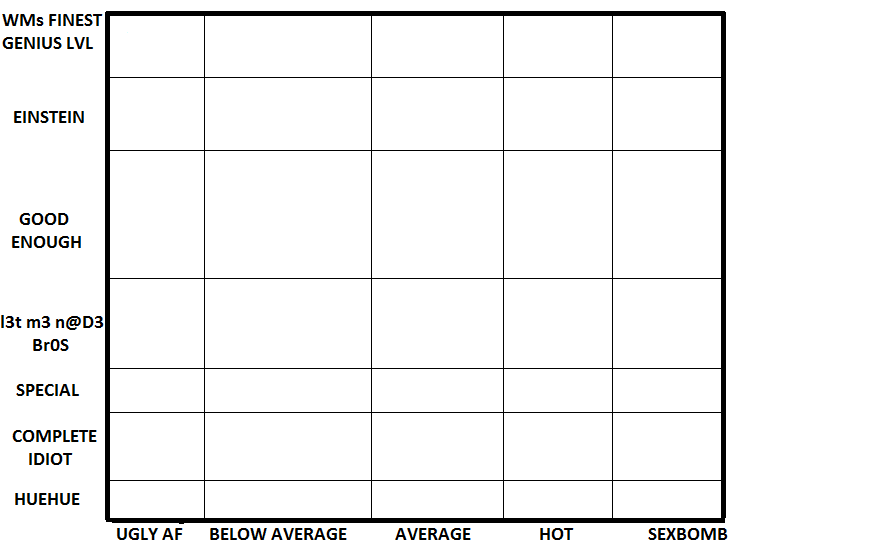 WMs FINEST
GENIUS LVL
EINSTEIN
GOOD
ENOUGH
l3t m3 n@D3
Br0S
SPECIAL
COMPLETE
IDIOT
HUEHUE
UGLY AF
BELOW AVERAGE
AVERAGE
HOT
SEXBOMB